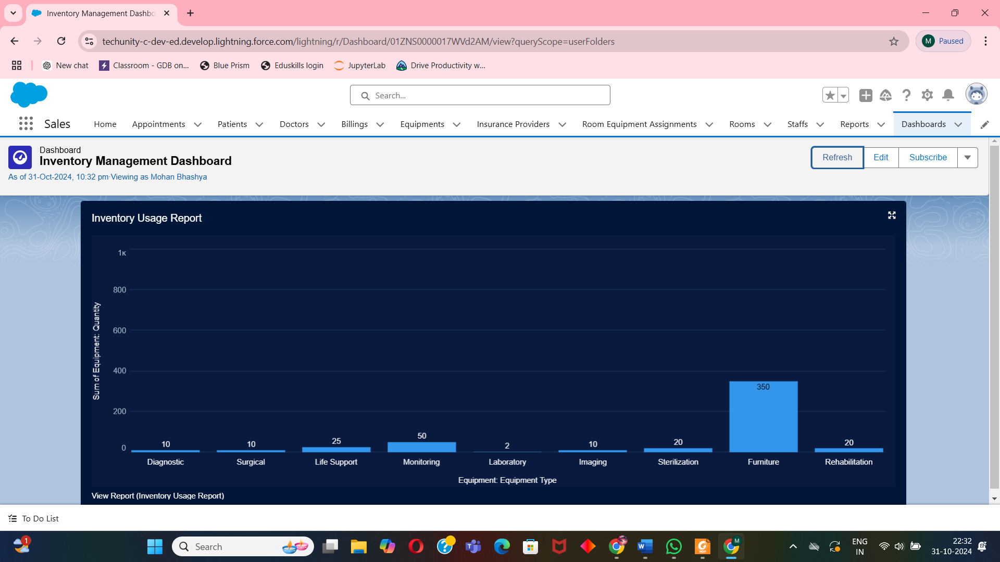 Inventory Management Dashbo
techunity-c-dev-ed.develop.lightning.force.com/lightning/r/Dashboard/01ZNS0000017WVd2AM/view?queryScope=userFolders
M Paused
New chat
Classroom - GDB on...
Blue Prism
Eduskills login
JupyterLab
Drive Productivity w...
Search...
Sales
Home
Appointments
Patients
Doctors
Billings
Equipments
Insurance Providers
Room Equipment Assignments
Rooms
Staffs
Reports
Dashboards
Dashboard
Inventory Management Dashboard
As of 31-Oct-2024, 10:32 pm·Viewing as Mohan Bhashya
Refresh
Edit
Subscribe
Inventory Usage Report
Sum of Equipment: Quantity
1K
800
600
400
200
0
10
10
25
50
2
10
20
350
20
Diagnostic
Surgical
Life Support
Monitoring
Laboratory
Imaging
Sterilization
Furniture
Rehabilitation
Equipment: Equipment Type
View Report (Inventory Usage Report)
To Do List
1
Search
ENG
IN
22:32
31-10-2024